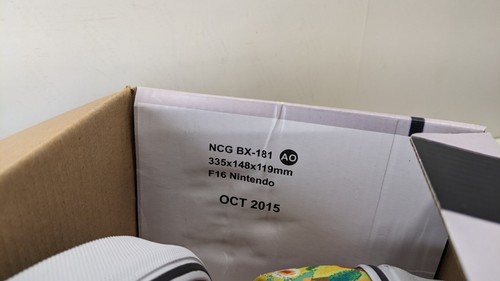 NCG BX-181 AO
335x148x119mm
F16 Nintendo
OCT 2015